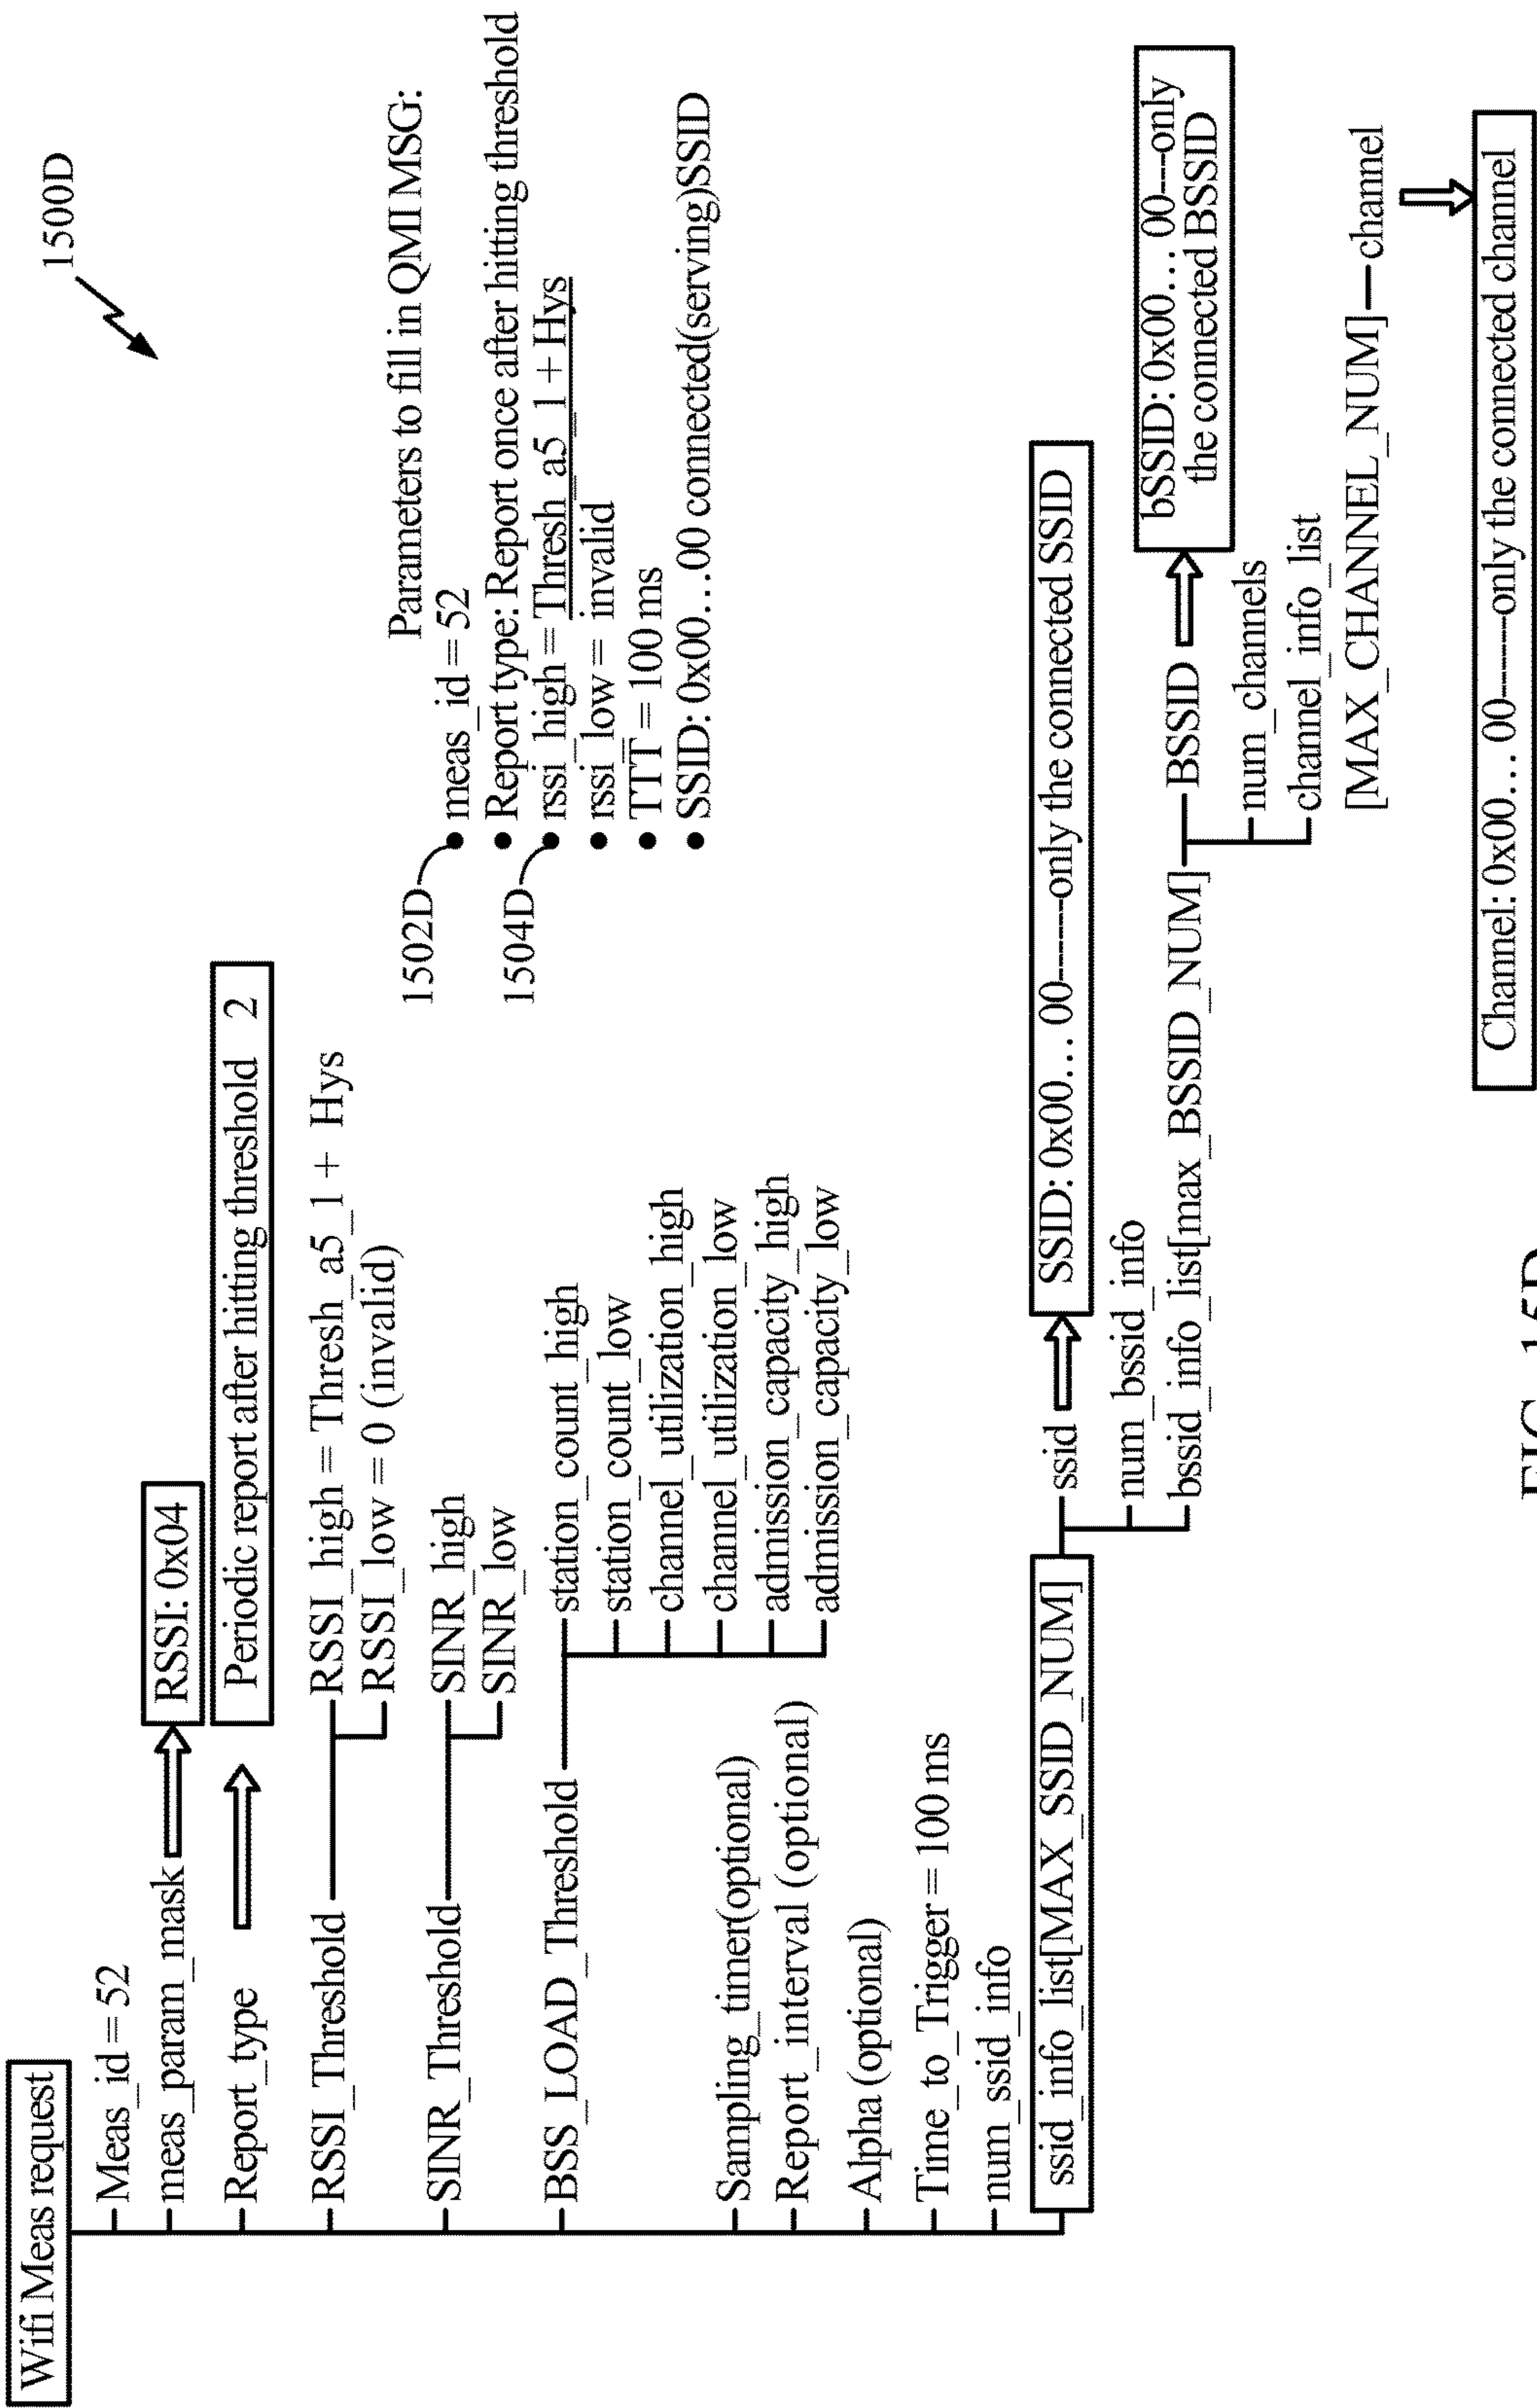 1500D
Wifi Meas request
Meas_id = 52
meas_param_mask
RSSI: 0x04
Report_type
Periodic report after hitting threshold 2
RSSI_Threshold
RSSI_high = Thresh_a5_1 + Hys
RSSI_low = 0 (invalid)
SINR_Threshold
SINR_high
SINR_low
BSS_LOAD_Threshold
station_count_high
station_count_low
channel_utilization_high
channel_utilization_low
admission_capacity_high
admission_capacity_low
Sampling_timer(optional)
Report_interval (optional)
Alpha (optional)
Time_to_Trigger = 100 ms
num_ssid_info
ssid_info_list[MAX_SSID_NUM]
Parameters to fill in QMI MSG:
1502D
• meas_id = 52
• Report type: Report once after hitting threshold
1504D
• rssi_high = Thresh_a5_1 + Hys
• rssi_low = invalid
• TTT = 100 ms
• SSID: 0x00...00 connected(serving)SSID
ssid
SSID: 0x00... 00--------only the connected SSID
num_bssid_info
bssid_info_list[max_BSSID_NUM]
BSSID
bSSID: 0x00... 00---only
the connected BSSID
num_channels
channel_info_list
[MAX_CHANNEL_NUM]
channel
Channel: 0x00... 00-------only the connected channel
FIG. 15D